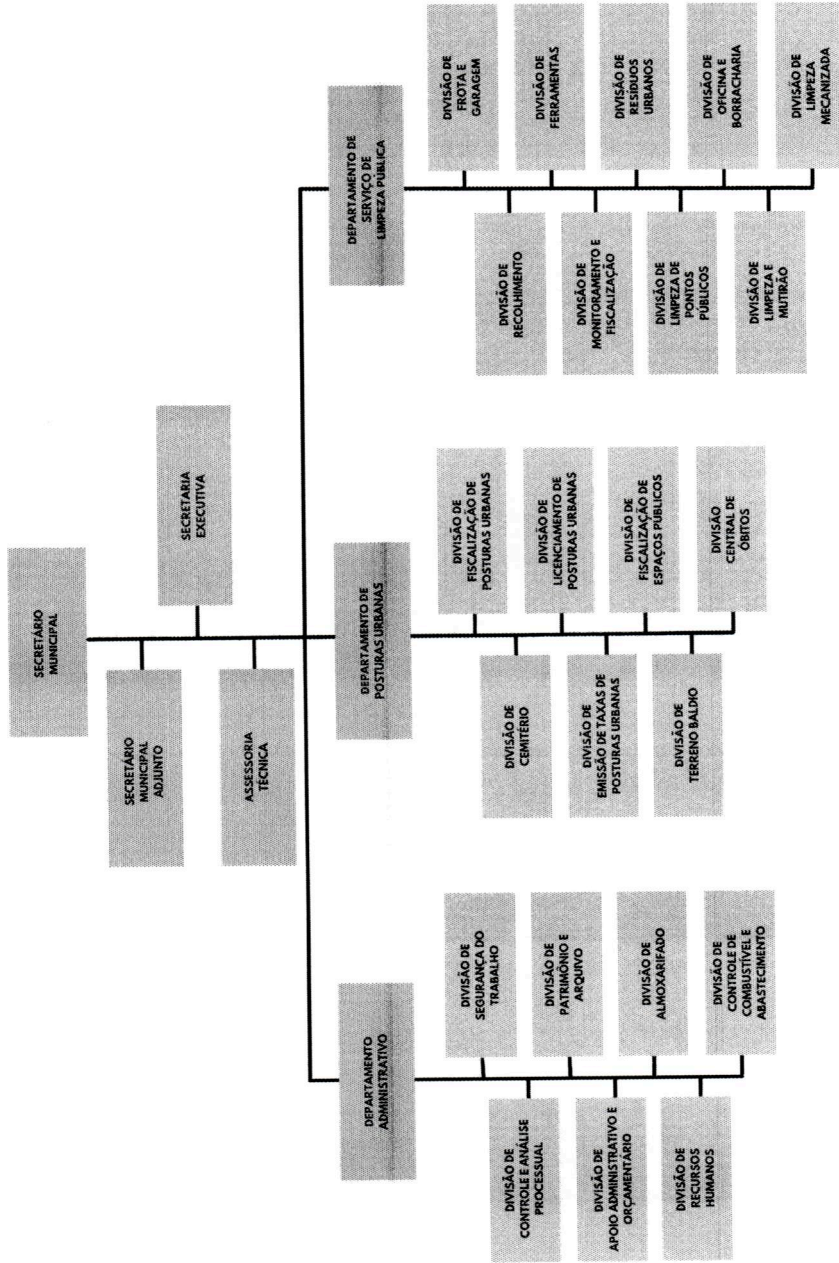 SECRETÁRIO
MUNICIPAL
SECRETÁRIO
MUNICIPAL
ADJUNTO
SECRETARIA
EXECUTIVA
ASSESSORIA
TÉCNICA
DEPARTAMENTO
ADMINISTRATIVO
DIVISÃO DE
SEGURANÇA DO
TRABALHO
DIVISÃO DE
CONTROLE E ANÁLISE
PROCESSUAL
DIVISÃO DE
PATRIMÔNIO E
ARQUIVO
DIVISÃO DE
APOIO ADMINISTRATIVO E
ORÇAMENTÁRIO
DIVISÃO DE
ALMOXARIFADO
DIVISÃO DE
RECURSOS
HUMANOS
DIVISÃO DE
CONTROLE DE
COMBUSTÍVEL E
ABASTECIMENTO
DEPARTAMENTO DE
POSTURAS URBANAS
DIVISÃO DE
FISCALIZAÇÃO DE
POSTURAS URBANAS
DIVISÃO DE
CEMITÉRIO
DIVISÃO DE
LICENCIAMENTO DE
POSTURAS URBANAS
DIVISÃO DE
EMISSÃO DE TAXAS DE
POSTURAS URBANAS
DIVISÃO DE
FISCALIZAÇÃO DE
ESPAÇOS PÚBLICOS
DIVISÃO DE
TERRENO BALDIO
DIVISÃO
CENTRAL DE
ÓBITOS
DEPARTAMENTO DE
SERVIÇO DE
LIMPEZA PÚBLICA
DIVISÃO DE
FROTA E
GARAGEM
DIVISÃO DE
RECOLHIMENTO
DIVISÃO DE
FERRAMENTAS
DIVISÃO DE
MONITORAMENTO E
FISCALIZAÇÃO
DIVISÃO DE
RESÍDUOS
URBANOS
DIVISÃO DE
LIMPEZA DE
PONTOS
PÚBLICOS
DIVISÃO DE
OFICINA E
BORRACHARIA
DIVISÃO DE
LIMPEZA E
MUTIRÃO
DIVISÃO DE
LIMPEZA
MECANIZADA